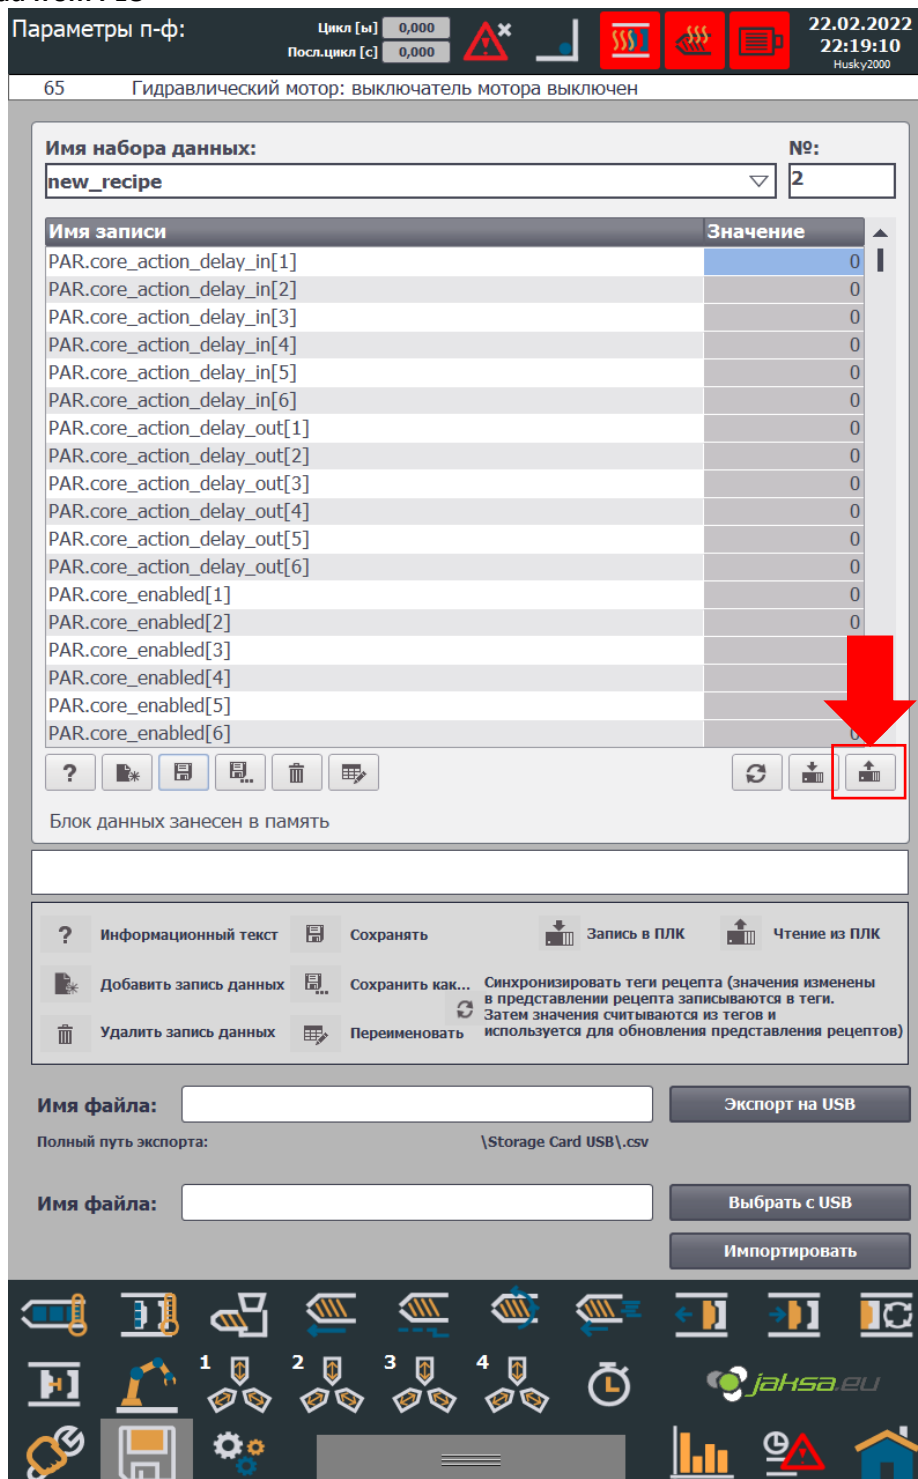 Параметры п-ф:
Цикл [ы] 0,000
Посл.цикл [с] 0,000
22.02.2022
22:19:10
Husky2000
65 Гидравлический мотор: выключатель мотора выключен
Имя набора данных: №:
new_recipe 2
Имя записи Значение
PAR.core_action_delay_in[1] 0
PAR.core_action_delay_in[2] 0
PAR.core_action_delay_in[3] 0
PAR.core_action_delay_in[4] 0
PAR.core_action_delay_in[5] 0
PAR.core_action_delay_in[6] 0
PAR.core_action_delay_out[1] 0
PAR.core_action_delay_out[2] 0
PAR.core_action_delay_out[3] 0
PAR.core_action_delay_out[4] 0
PAR.core_action_delay_out[5] 0
PAR.core_action_delay_out[6] 0
PAR.core_enabled[1] 0
PAR.core_enabled[2] 0
PAR.core_enabled[3]
PAR.core_enabled[4]
PAR.core_enabled[5]
PAR.core_enabled[6]
?
Блок данных занесен в память
? Информационный текст Сохранять Запись в ПЛК Чтение из ПЛК
Добавить запись данных Сохранить как...
Синхронизировать теги рецепта (значения изменены
в представлении рецепта записываются в теги.
Затем значения считываются из тегов и
используется для обновления представления рецептов)
Удалить запись данных Переименовать
Имя файла: Экспорт на USB
Полный путь экспорта: \Storage Card USB\.csv
Имя файла: Выбрать с USB
Импортировать
1 2 3 4
jaksa.eu